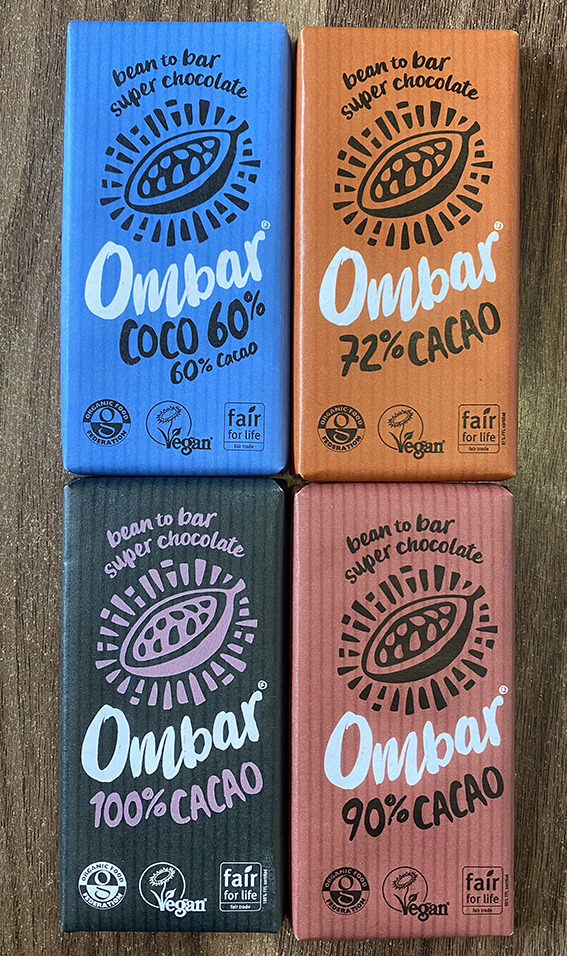 bean to bar
super chocolate
Ombar®
COCO 60%
60% Cacao
ORGANIC FOOD
FEDERATION
Vegan
fair
for life
fair trade
bean to bar
super chocolate
Ombar®
72% CACAO
ORGANIC FOOD
FEDERATION
Vegan
fair
for life
fair trade
bean to bar
super chocolate
Ombar®
100% CACAO
ORGANIC FOOD
FEDERATION
Vegan
fair
for life
fair trade
bean to bar
super chocolate
Ombar®
90% CACAO
ORGANIC FOOD
FEDERATION
Vegan
fair
for life
fair trade